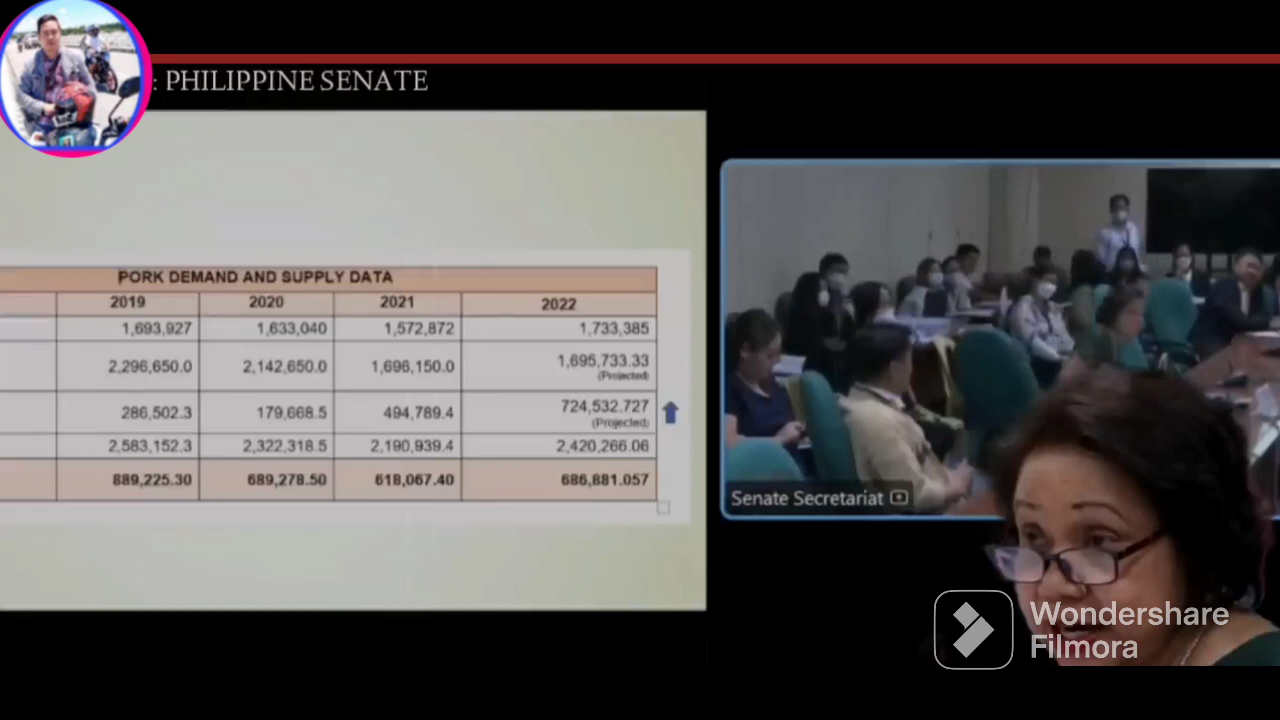 : PHILIPPINE SENATE
PORK DEMAND AND SUPPLY DATA
2019 2020 2021 2022
1,693,927 1,633,040 1,572,872 1,733,385
2,296,650.0 2,142,650.0 1,696,150.0 1,695,733.33
(Projected)
286,502.3 179,668.5 494,789.4 724,532.727
(Projected)
2,583,152.3 2,322,318.5 2,190,939.4 2,420,266.06
889,225.30 689,278.50 618,067.40 686,881.057
Senate Secretariat
Wondershare
Filmora